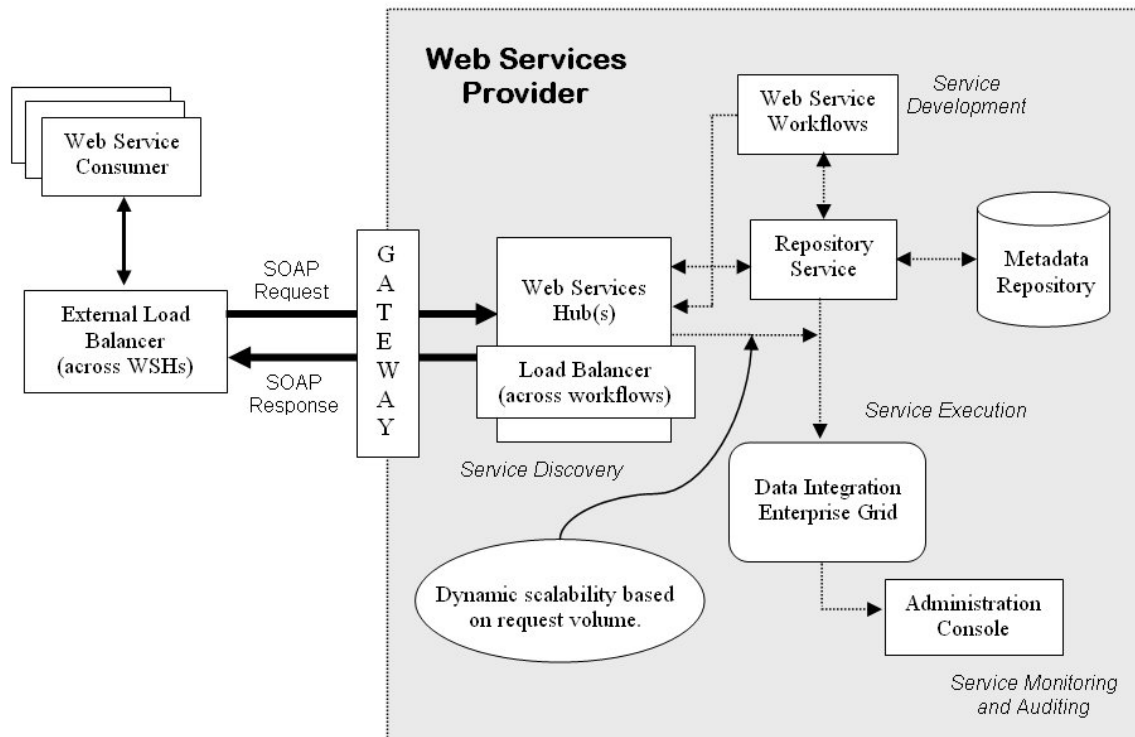 Web Services
Provider
Web Service
Consumer
Web Service
Workflows
Service
Development
SOAP
Request
GATEWAY
Web Services
Hub(s)
Repository
Service
Metadata
Repository
External Load
Balancer
(across WSHs)
SOAP
Response
Load Balancer
(across workflows)
Service Execution
Service Discovery
Data Integration
Enterprise Grid
Dynamic scalability based
on request volume.
Administration
Console
Service Monitoring
and Auditing